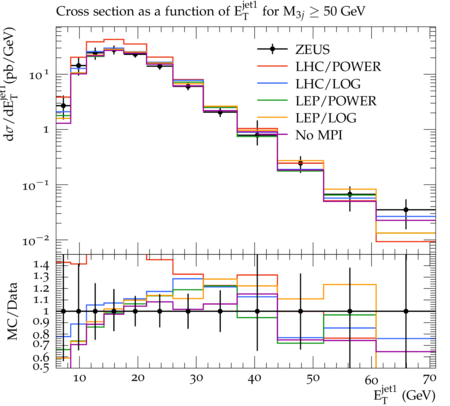 Cross section as a function of E_T^jet1 for M_3j ≥ 50 GeV
dσ/dE_T^jet1(pb/GeV)
10^1
1
10^−1
10^−2
ZEUS
LHC/POWER
LHC/LOG
LEP/POWER
LEP/LOG
No MPI
MC/Data
1.4
1.3
1.2
1.1
1
0.9
0.8
0.7
0.6
0.5
10 20 30 40 50 60 70
E_T^jet1 (GeV)